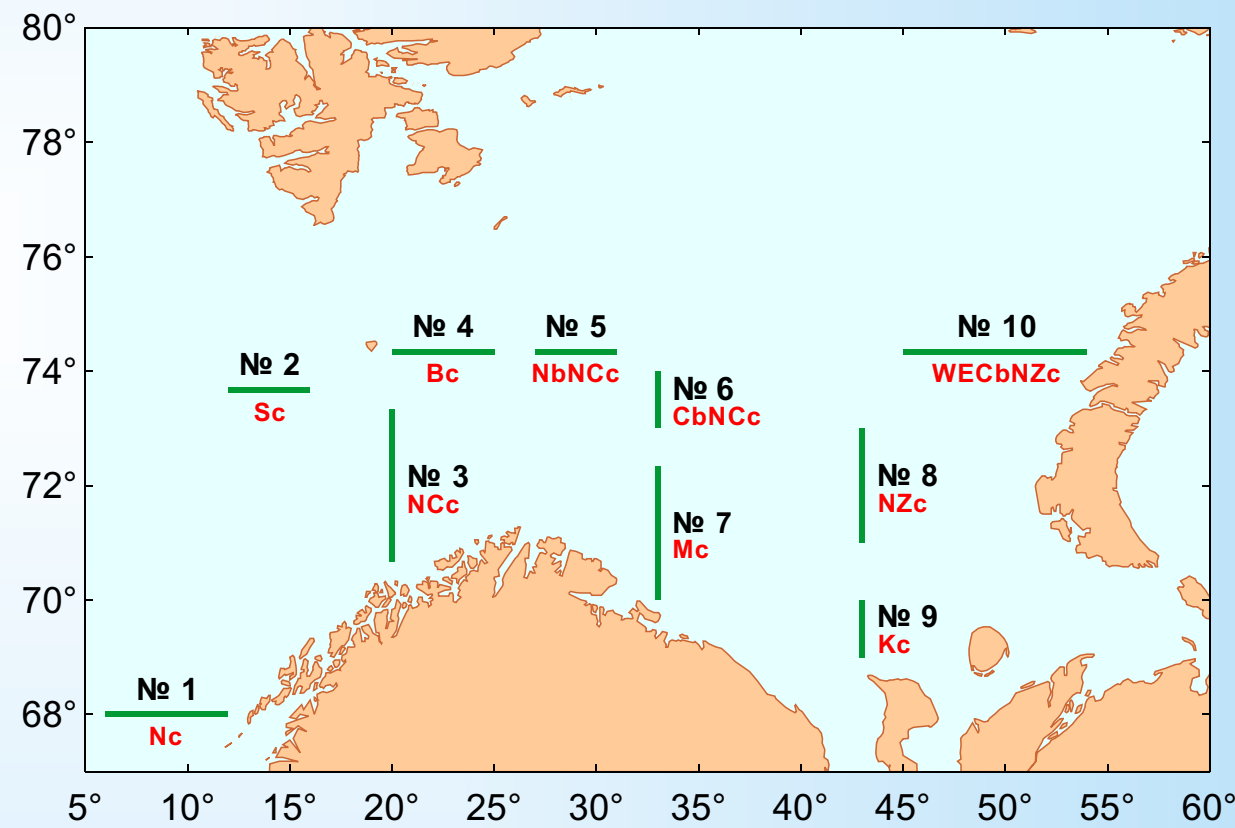 80°
78°
76°
74°
72°
70°
68°
№ 4
№ 5
№ 10
№ 2
Bc
NbNCc
WECbNZc
№ 6
CbNCc
Sc
№ 3
NCc
№ 8
NZc
№ 7
Mc
№ 9
Kc
№ 1
Nc
5° 10° 15° 20° 25° 30° 35° 40° 45° 50° 55° 60°